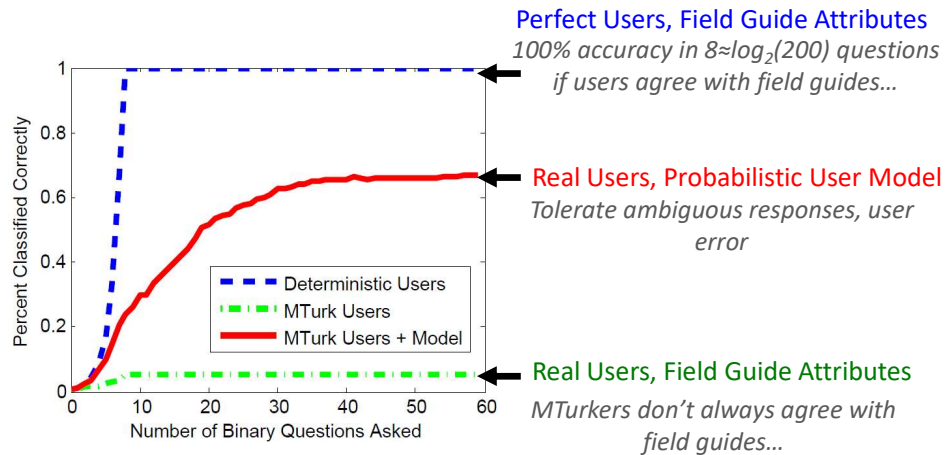 Perfect Users, Field Guide Attributes
100% accuracy in 8≈log₂(200) questions
if users agree with field guides…
Real Users, Probabilistic User Model
Tolerate ambiguous responses, user
error
Real Users, Field Guide Attributes
MTurkers don't always agree with
field guides…
Percent Classified Correctly
1
0.8
0.6
0.4
0.2
0
0 10 20 30 40 50 60
Number of Binary Questions Asked
Deterministic Users
MTurk Users
MTurk Users + Model